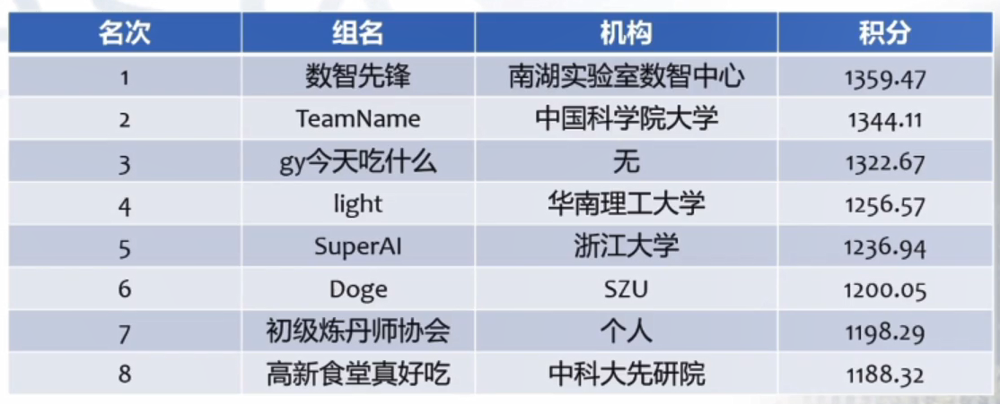 名次 组名 机构 积分
1 数智先锋 南湖实验室数智中心 1359.47
2 TeamName 中国科学院大学 1344.11
3 gy今天吃什么 无 1322.67
4 light 华南理工大学 1256.57
5 SuperAI 浙江大学 1236.94
6 Doge SZU 1200.05
7 初级炼丹师协会 个人 1198.29
8 高新食堂真好吃 中科大先研院 1188.32